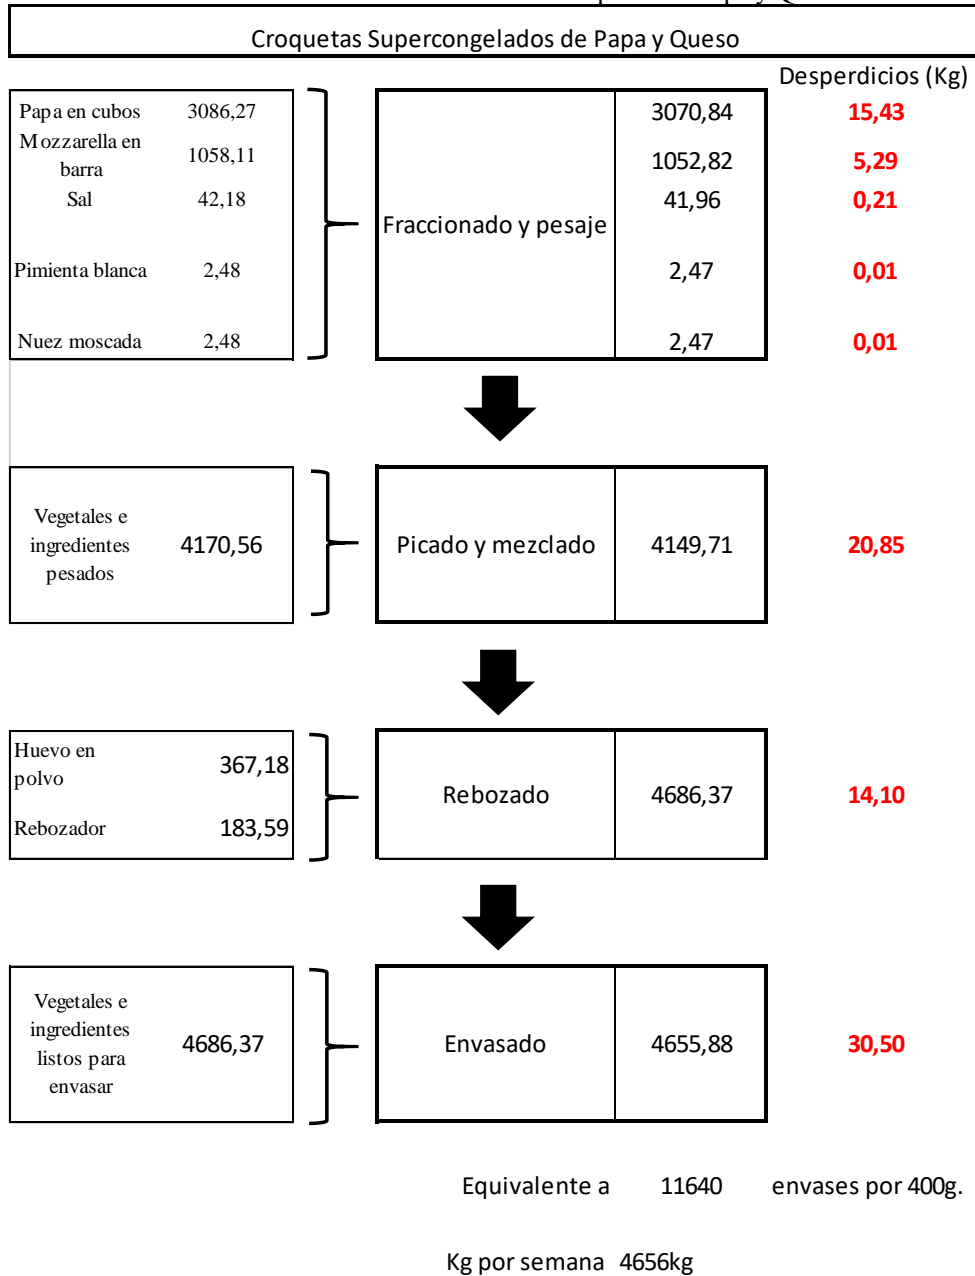 Croquetas Supercongelados de Papa y Queso
Desperdicios (Kg)
Papa en cubos 3086,27 3070,84 15,43
Mozzarella en
barra 1058,11 1052,82 5,29
Sal 42,18 41,96 0,21
Fraccionado y pesaje
Pimienta blanca 2,48 2,47 0,01
Nuez moscada 2,48 2,47 0,01
Vegetales e
ingredientes 4170,56 Picado y mezclado 4149,71 20,85
pesados
Huevo en
polvo 367,18
Rebozado 4686,37 14,10
Rebozador 183,59
Vegetales e
ingredientes
listos para 4686,37 Envasado 4655,88 30,50
envasar
Equivalente a 11640 envases por 400g.
Kg por semana 4656kg